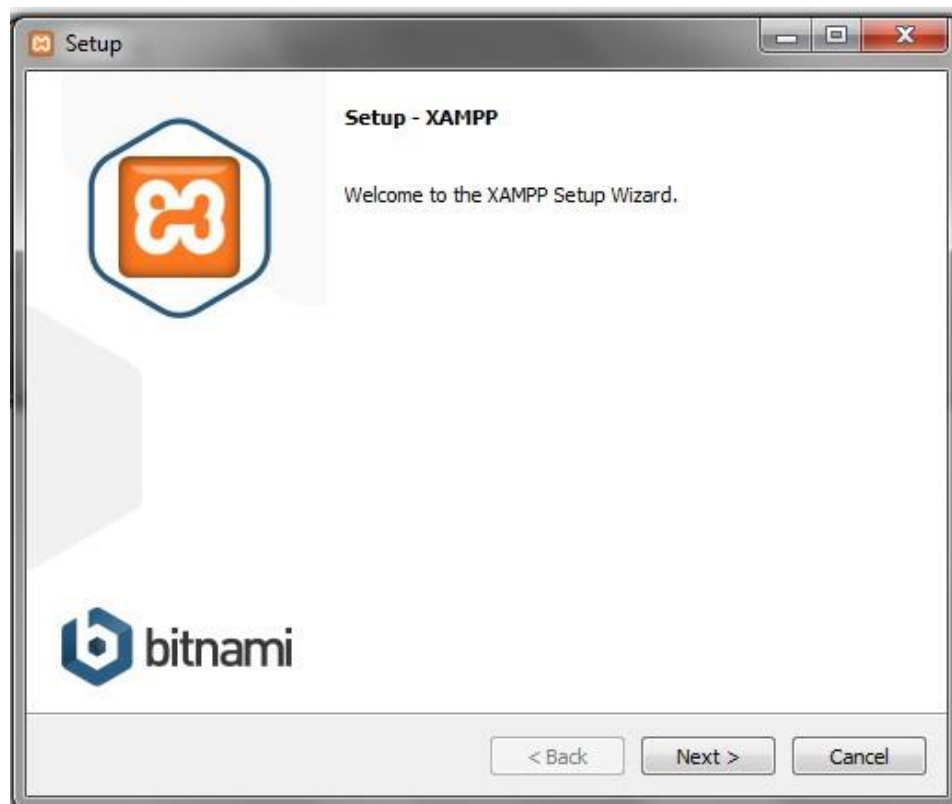 Setup
Setup - XAMPP
Welcome to the XAMPP Setup Wizard.
bitnami
< Back
Next >
Cancel